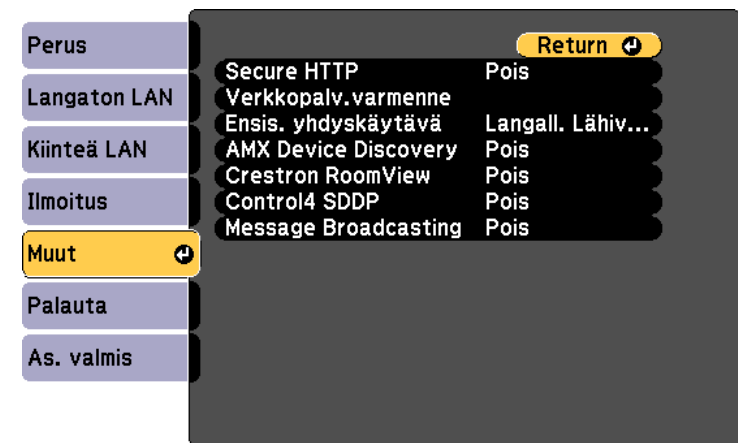 Perus
Langaton LAN
Kiinteä LAN
Ilmoitus
Muut
Palauta
As. valmis
Return
Secure HTTP Pois
Verkkopalv.varmenne
Ensis. yhdyskäytävä Langall. Lähiv...
AMX Device Discovery Pois
Crestron RoomView Pois
Control4 SDDP Pois
Message Broadcasting Pois